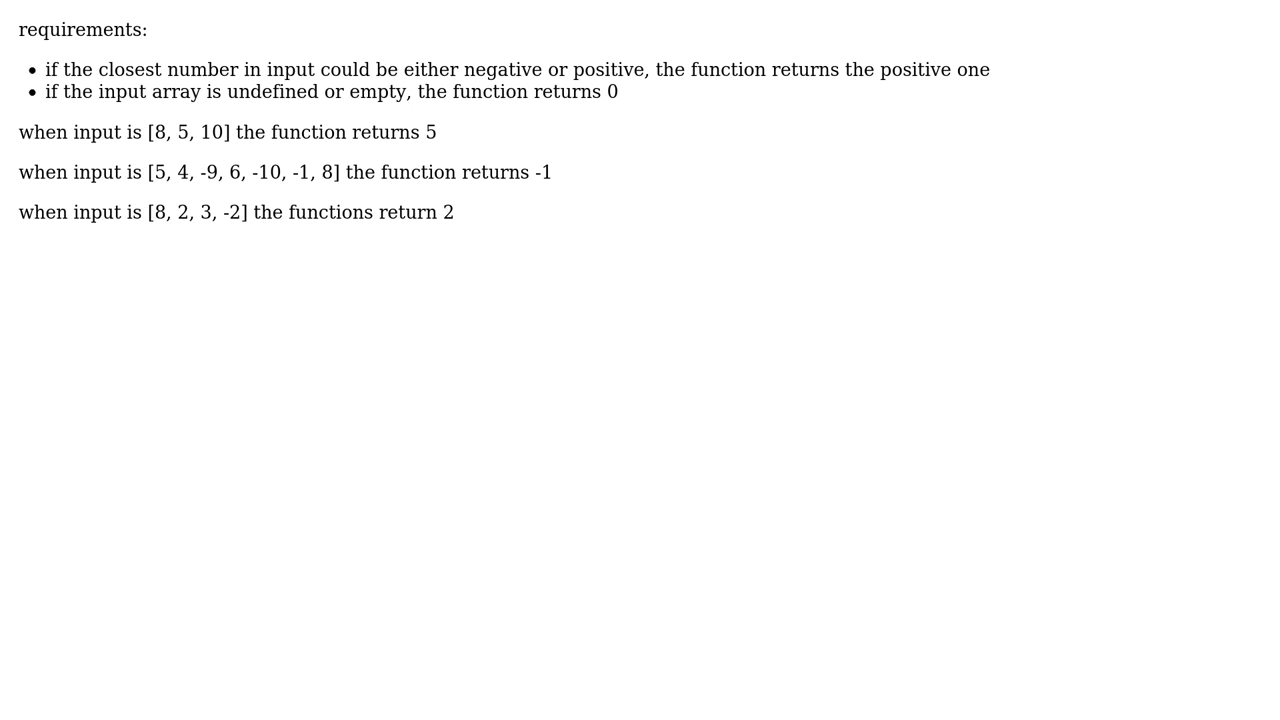 requirements:
if the closest number in input could be either negative or positive, the function returns the positive one
if the input array is undefined or empty, the function returns 0
when input is [8, 5, 10] the function returns 5
when input is [5, 4, -9, 6, -10, -1, 8] the function returns -1
when input is [8, 2, 3, -2] the functions return 2